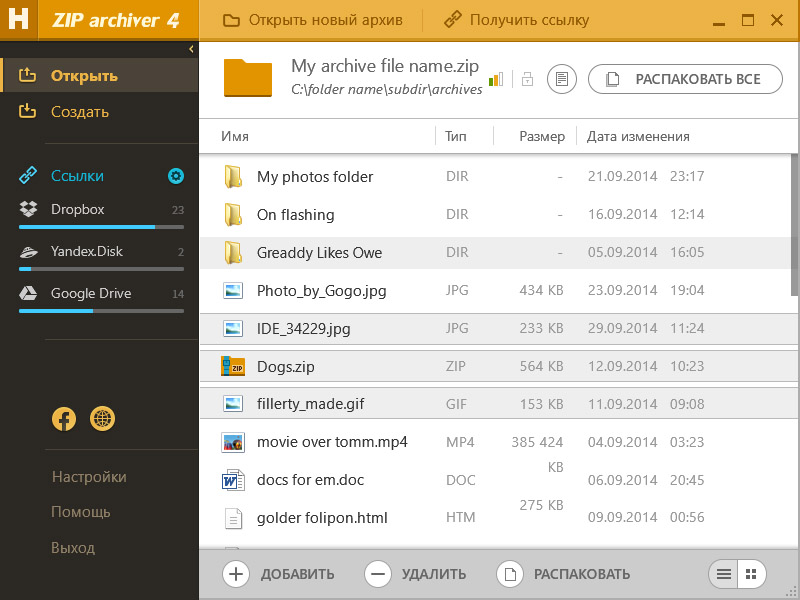 H ZIP archiver 4
Открыть новый архив
Получить ссылку
Открыть
Создать
Ссылки
Dropbox 23
Yandex.Disk 2
Google Drive 14
Настройки
Помощь
Выход
My archive file name.zip
C:\folder name\subdir\archives
РАСПАКОВАТЬ ВСЕ
Имя Тип Размер Дата изменения
My photos folder DIR - 21.09.2014 23:17
On flashing DIR - 16.09.2014 12:14
Greaddy Likes Owe DIR - 05.09.2014 16:05
Photo_by_Gogo.jpg JPG 434 KB 23.09.2014 19:04
IDE_34229.jpg JPG 233 KB 29.09.2014 11:24
ZIP Dogs.zip ZIP 564 KB 12.09.2014 10:23
fillerty_made.gif GIF 153 KB 11.09.2014 09:08
movie over tomm.mp4 MP4 385 424 04.09.2014 03:23
KB
W docs for em.doc DOC 06.09.2014 20:45
275 KB
golder folipon.html HTM 09.09.2014 00:56
ДОБАВИТЬ УДАЛИТЬ РАСПАКОВАТЬ